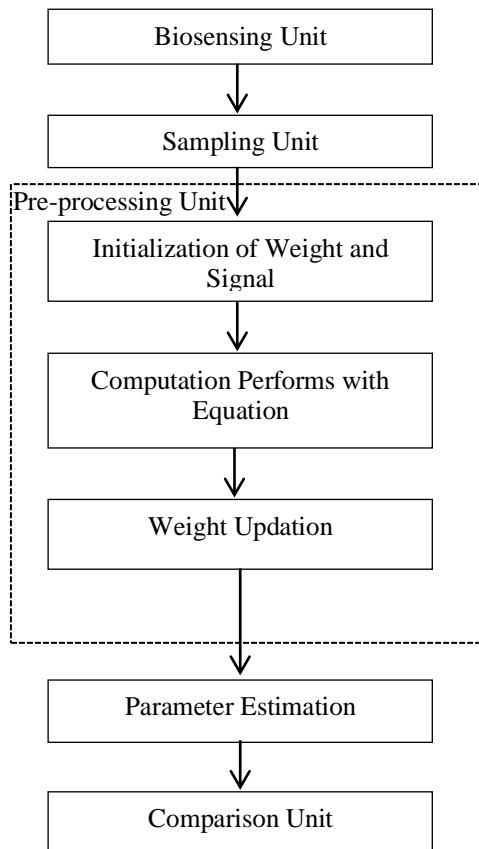 Biosensing Unit
Sampling Unit
Pre-processing Unit
Initialization of Weight and
Signal
Computation Performs with
Equation
Weight Updation
Parameter Estimation
Comparison Unit